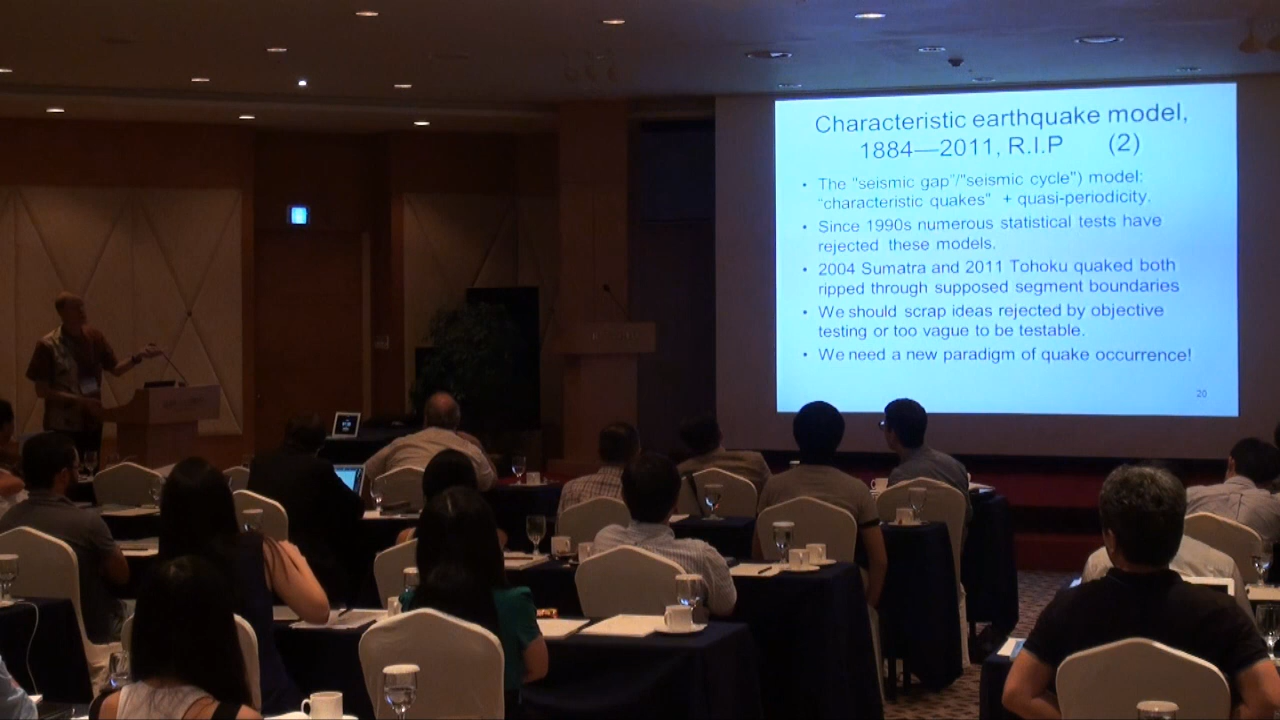 Characteristic earthquake model,
1884—2011, R.I.P (2)
• The "seismic gap"/"seismic cycle") model:
"characteristic quakes" + quasi-periodicity.
• Since 1990s numerous statistical tests have
rejected these models.
• 2004 Sumatra and 2011 Tohoku quaked both
ripped through supposed segment boundaries
• We should scrap ideas rejected by objective
testing or too vague to be testable.
• We need a new paradigm of quake occurrence!
20